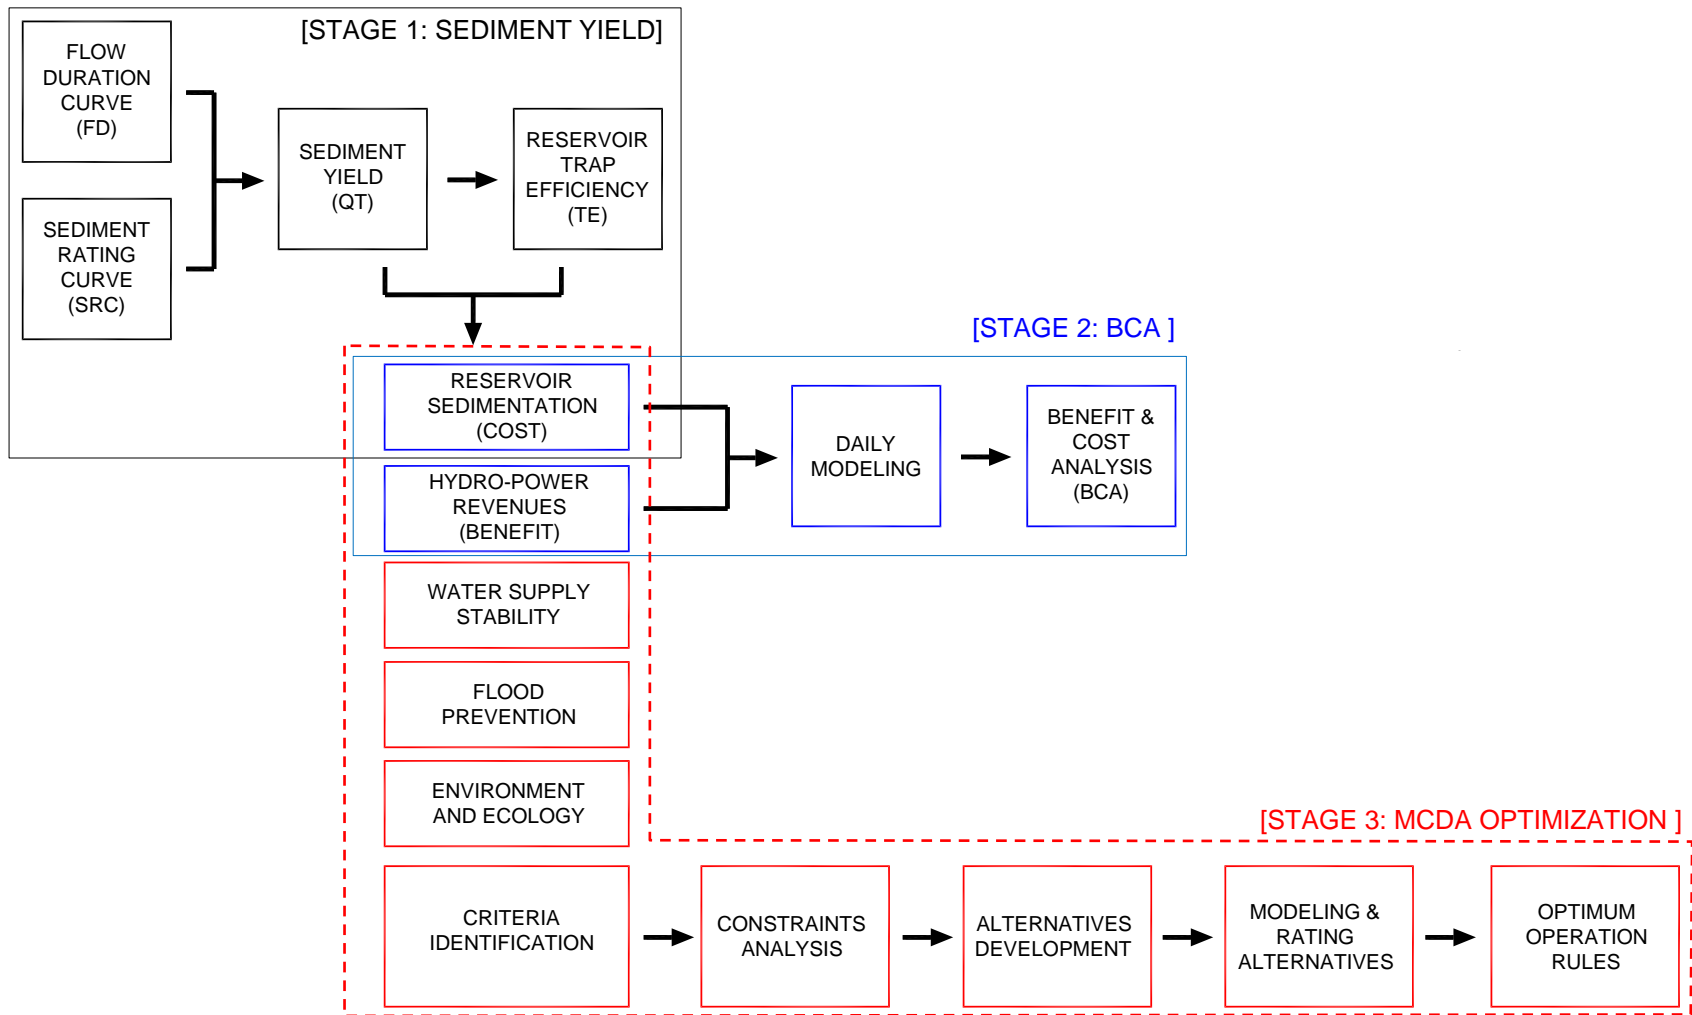 [STAGE 1: SEDIMENT YIELD]
FLOW
DURATION
CURVE
(FD)
SEDIMENT
RATING
CURVE
(SRC)
SEDIMENT
YIELD
(QT)
RESERVOIR
TRAP
EFFICIENCY
(TE)
[STAGE 2: BCA ]
RESERVOIR
SEDIMENTATION
(COST)
HYDRO-POWER
REVENUES
(BENEFIT)
DAILY
MODELING
BENEFIT &
COST
ANALYSIS
(BCA)
WATER SUPPLY
STABILITY
FLOOD
PREVENTION
ENVIRONMENT
AND ECOLOGY
[STAGE 3: MCDA OPTIMIZATION ]
CRITERIA
IDENTIFICATION
CONSTRAINTS
ANALYSIS
ALTERNATIVES
DEVELOPMENT
MODELING &
RATING
ALTERNATIVES
OPTIMUM
OPERATION
RULES